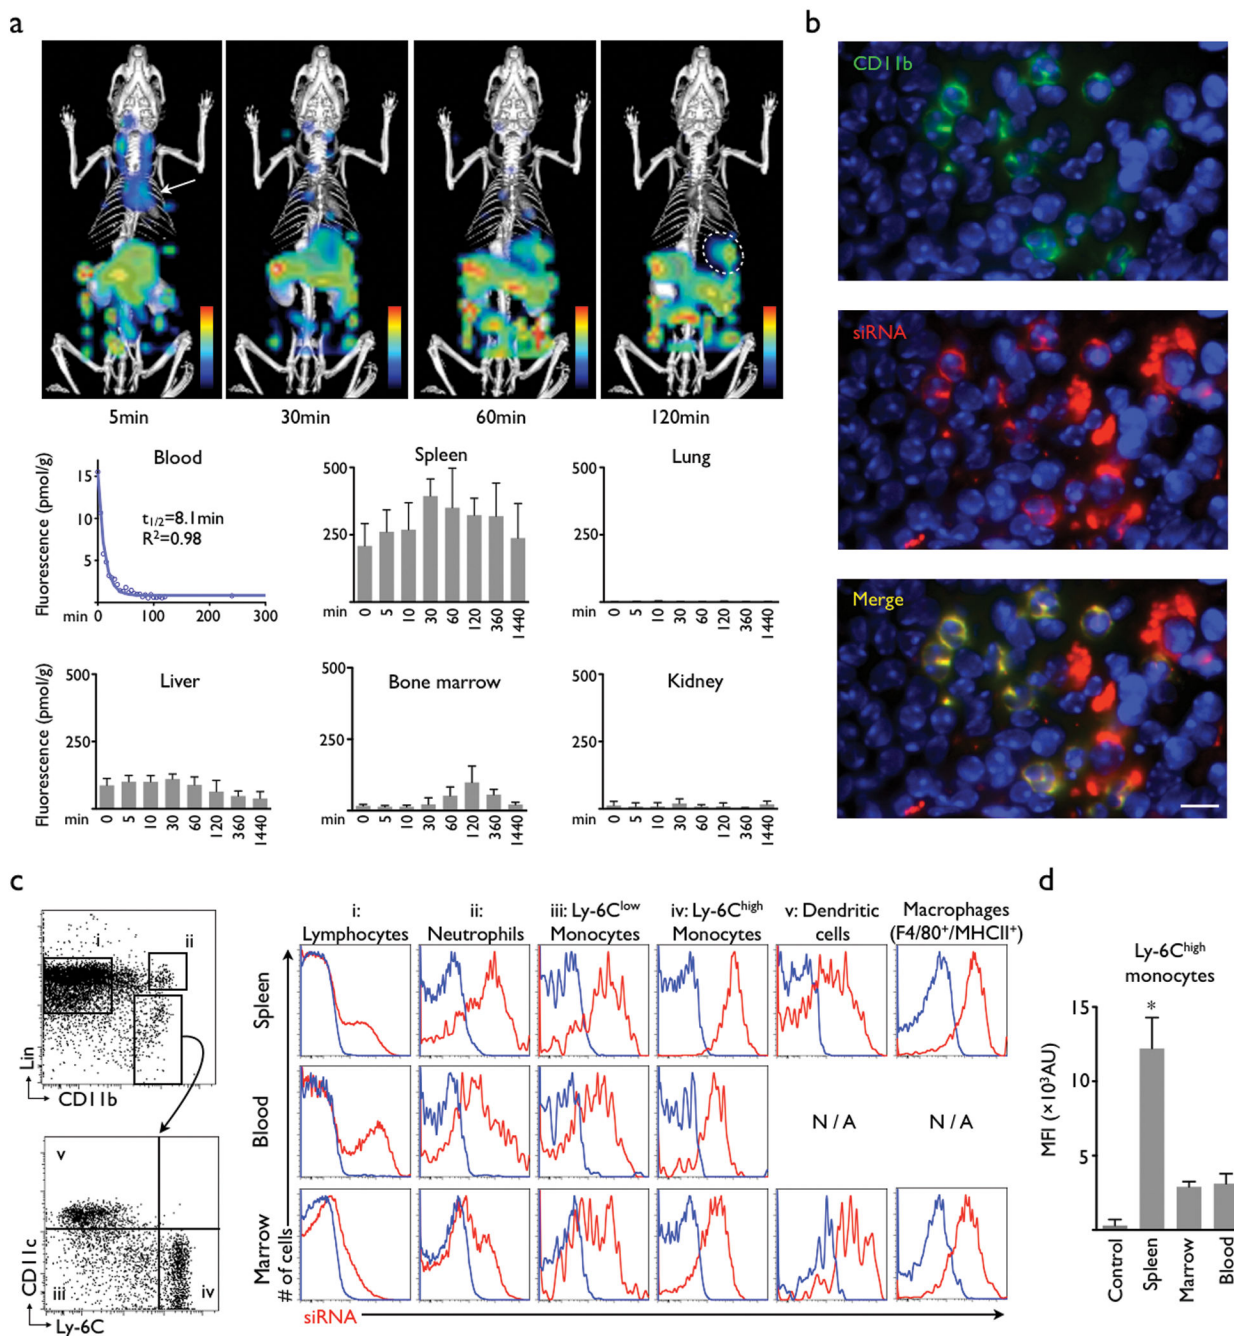 a
5min
30min
60min
120min
Blood
Fluorescence (pmol/g)
15
10
5
t1/2=8.1min
R²=0.98
min
0
100
200
300
Spleen
500
250
min
0
5
10
30
60
120
360
1440
Lung
500
250
min
0
5
10
30
60
120
360
1440
Liver
Fluorescence (pmol/g)
500
250
min
0
5
10
30
60
120
360
1440
Bone marrow
500
250
min
0
5
10
30
60
120
360
1440
Kidney
500
250
min
0
5
10
30
60
120
360
1440
b
CD11b
siRNA
Merge
c
i
ii
Lin
CD11b
v
iii
iv
CD11c
Ly-6C
i:
Lymphocytes
ii:
Neutrophils
iii: Ly-6Clow
Monocytes
iv: Ly-6Chigh
Monocytes
v: Dendritic
cells
Macrophages
(F4/80+/MHCII+)
Spleen
Blood
N / A
N / A
Marrow
# of cells
siRNA
d
Ly-6Chigh
monocytes
MFI (×10³AU)
15
10
5
*
Control
Spleen
Marrow
Blood